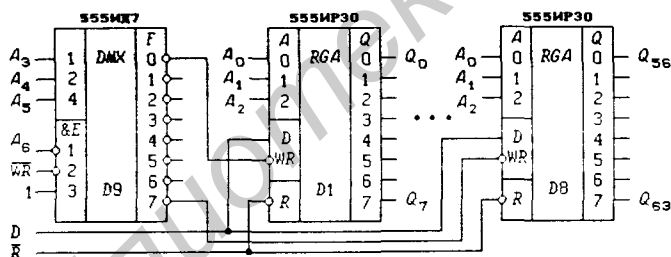 555ИД7 555ИР30 555ИР30
A3 1 DMX F 0
A4 2 1
A5 4 2
3
&E 4
A6 1 5
WR 2 6
1 3 D9 7
A0 A 0 RGA Q 0 Q0
A1 1 1
A2 2 2
3
D 4
WR 5
6
R D1 7 Q7
...
A0 A 0 RGA Q 0 Q56
A1 1 1
A2 2 2
3
D 4
WR 5
6
R D8 7 Q63
D
R